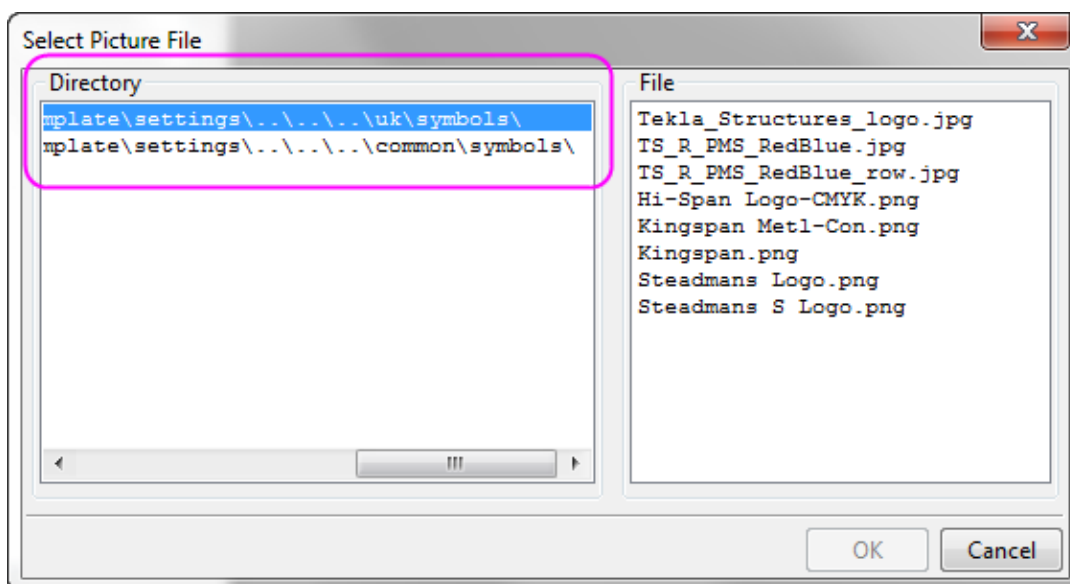 Select Picture File
x
Directory
mplate\settings\..\..\..\uk\symbols\
mplate\settings\..\..\..\common\symbols\
File
Tekla_Structures_logo.jpg
TS_R_PMS_RedBlue.jpg
TS_R_PMS_RedBlue_row.jpg
Hi-Span Logo-CMYK.png
Kingspan Metl-Con.png
Kingspan.png
Steadmans Logo.png
Steadmans S Logo.png
OK
Cancel